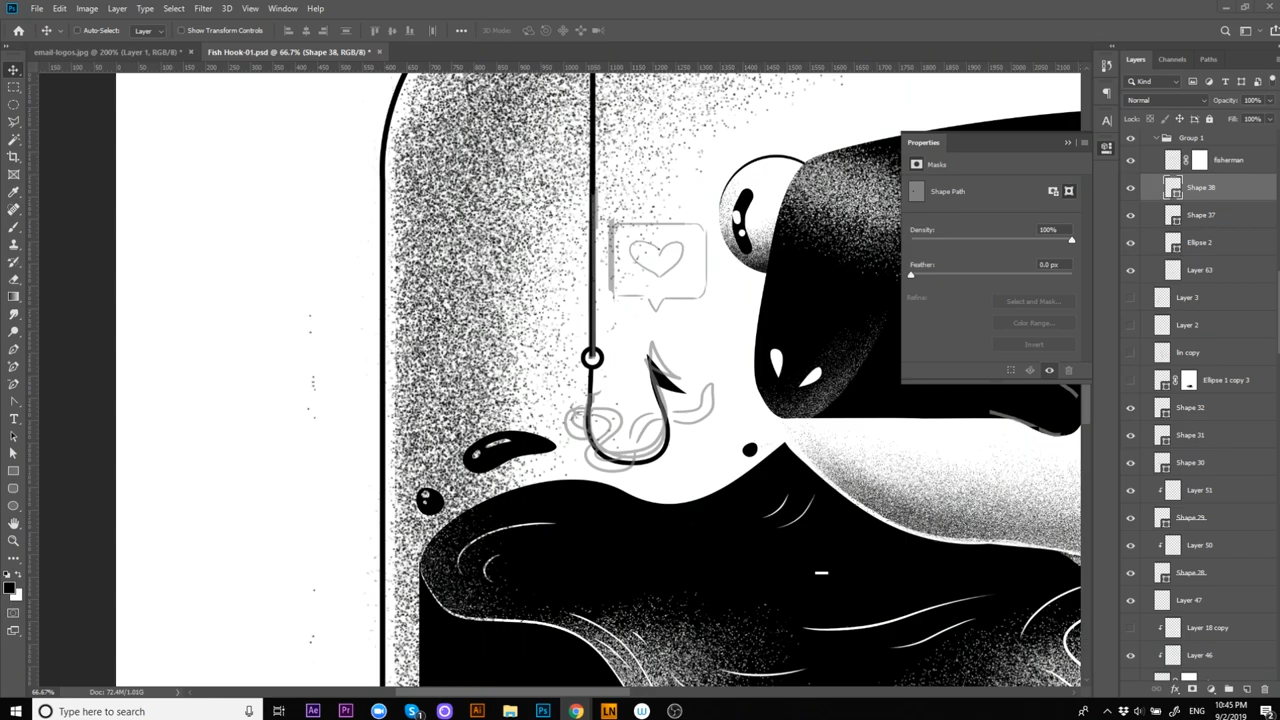 File Edit Image Layer Type Select Filter 3D View Window Help
Auto-Select: Layer Show Transform Controls 3D Mode:
email-logos.jpg @ 200% (Layer 1, RGB/8) * × Fish Hook-01.psd @ 66.7% (Shape 38, RGB/8) * ×
Layers Channels Paths
Kind
Normal Opacity: 100%
Lock: Fill: 100%
Group 1
fisherman
Shape 38
Shape 37
Ellipse 2
Layer 63
Layer 3
Layer 2
lin copy
Ellipse 1 copy 3
Shape 32
Shape 31
Shape 30
Layer 51
Shape 29
Layer 50
Shape 28
Layer 47
Layer 18 copy
Layer 46
Properties
Masks
Shape Path
Density: 100%
Feather: 0.0 px
Refine: Select and Mask...
Color Range...
Invert
66.67% Doc: 72.4M/1.01G
Type here to search
10:45 PM
9/2/2019